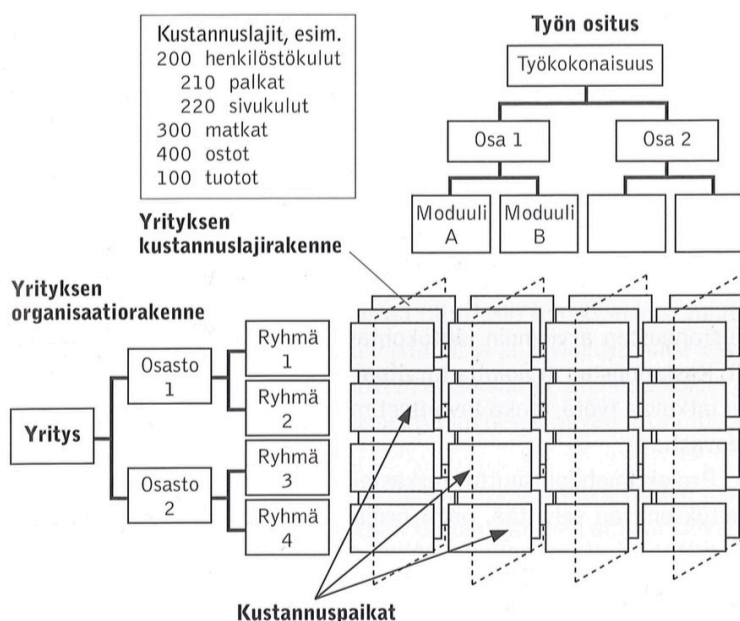 Kustannuslajit, esim.
200 henkilöstökulut
210 palkat
220 sivukulut
300 matkat
400 ostot
100 tuotot
Työn ositus
Työkokonaisuus
Osa 1
Osa 2
Moduuli
A
Moduuli
B
Yrityksen
kustannuslajirakenne
Yrityksen
organisaatiorakenne
Yritys
Osasto
1
Osasto
2
Ryhmä
1
Ryhmä
2
Ryhmä
3
Ryhmä
4
Kustannuspaikat